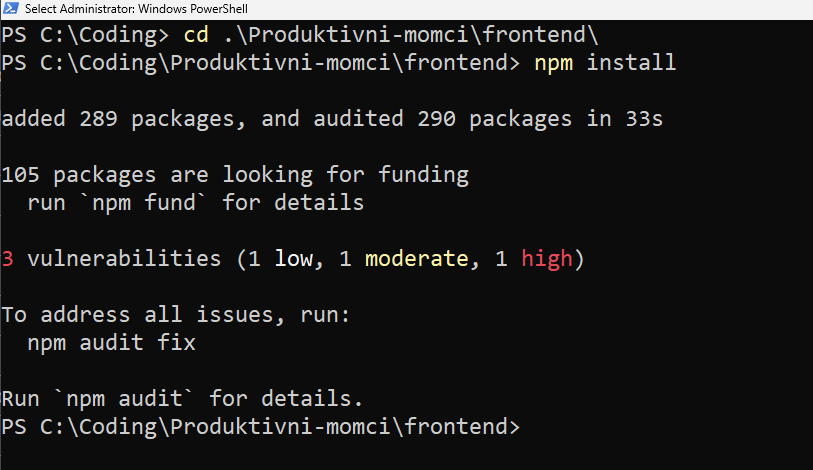 Select Administrator: Windows PowerShell
PS C:\Coding> cd .\Produktivni-momci\frontend\
PS C:\Coding\Produktivni-momci\frontend> npm install
added 289 packages, and audited 290 packages in 33s
105 packages are looking for funding
  run `npm fund` for details
3 vulnerabilities (1 low, 1 moderate, 1 high)
To address all issues, run:
  npm audit fix
Run `npm audit` for details.
PS C:\Coding\Produktivni-momci\frontend>